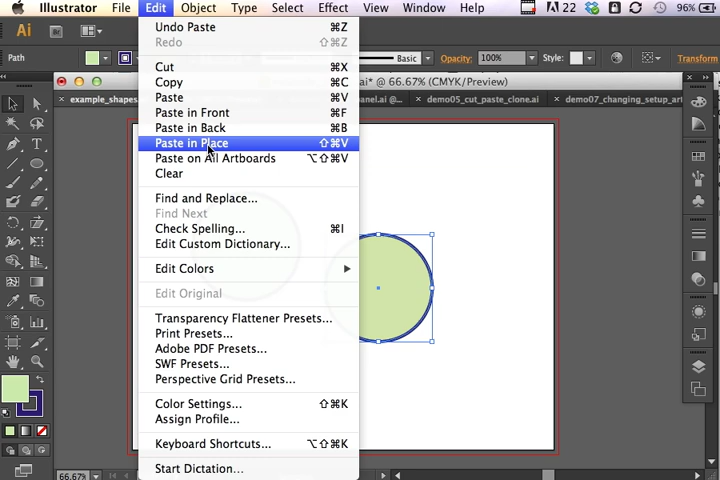 Illustrator File Edit Object Type Select Effect View Window Help 22 96%
Ai
Path Basic Opacity: 100% Style: Transform
ai* @ 66.67% (CMYK/Preview)
× example_shapes anel.ai @... × demo05_cut_paste_clone.ai × demo07_changing_setup_art
Undo Paste ⌘Z
Redo ⇧⌘Z
Cut ⌘X
Copy ⌘C
Paste ⌘V
Paste in Front ⌘F
Paste in Back ⌘B
Paste in Place ⇧⌘V
Paste on All Artboards ⌥⇧⌘V
Clear
Find and Replace...
Find Next
Check Spelling... ⌘I
Edit Custom Dictionary...
Edit Colors
Edit Original
Transparency Flattener Presets...
Print Presets...
Adobe PDF Presets...
SWF Presets...
Perspective Grid Presets...
Color Settings... ⇧⌘K
Assign Profile...
Keyboard Shortcuts... ⌥⇧⌘K
Start Dictation...
66.67%